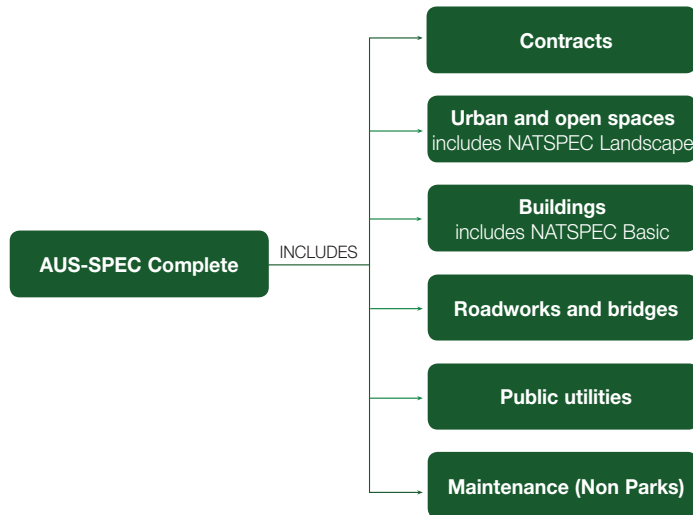 Contracts
Urban and open spaces
includes NATSPEC Landscape
Buildings
includes NATSPEC Basic
AUS-SPEC Complete
INCLUDES
Roadworks and bridges
Public utilities
Maintenance (Non Parks)